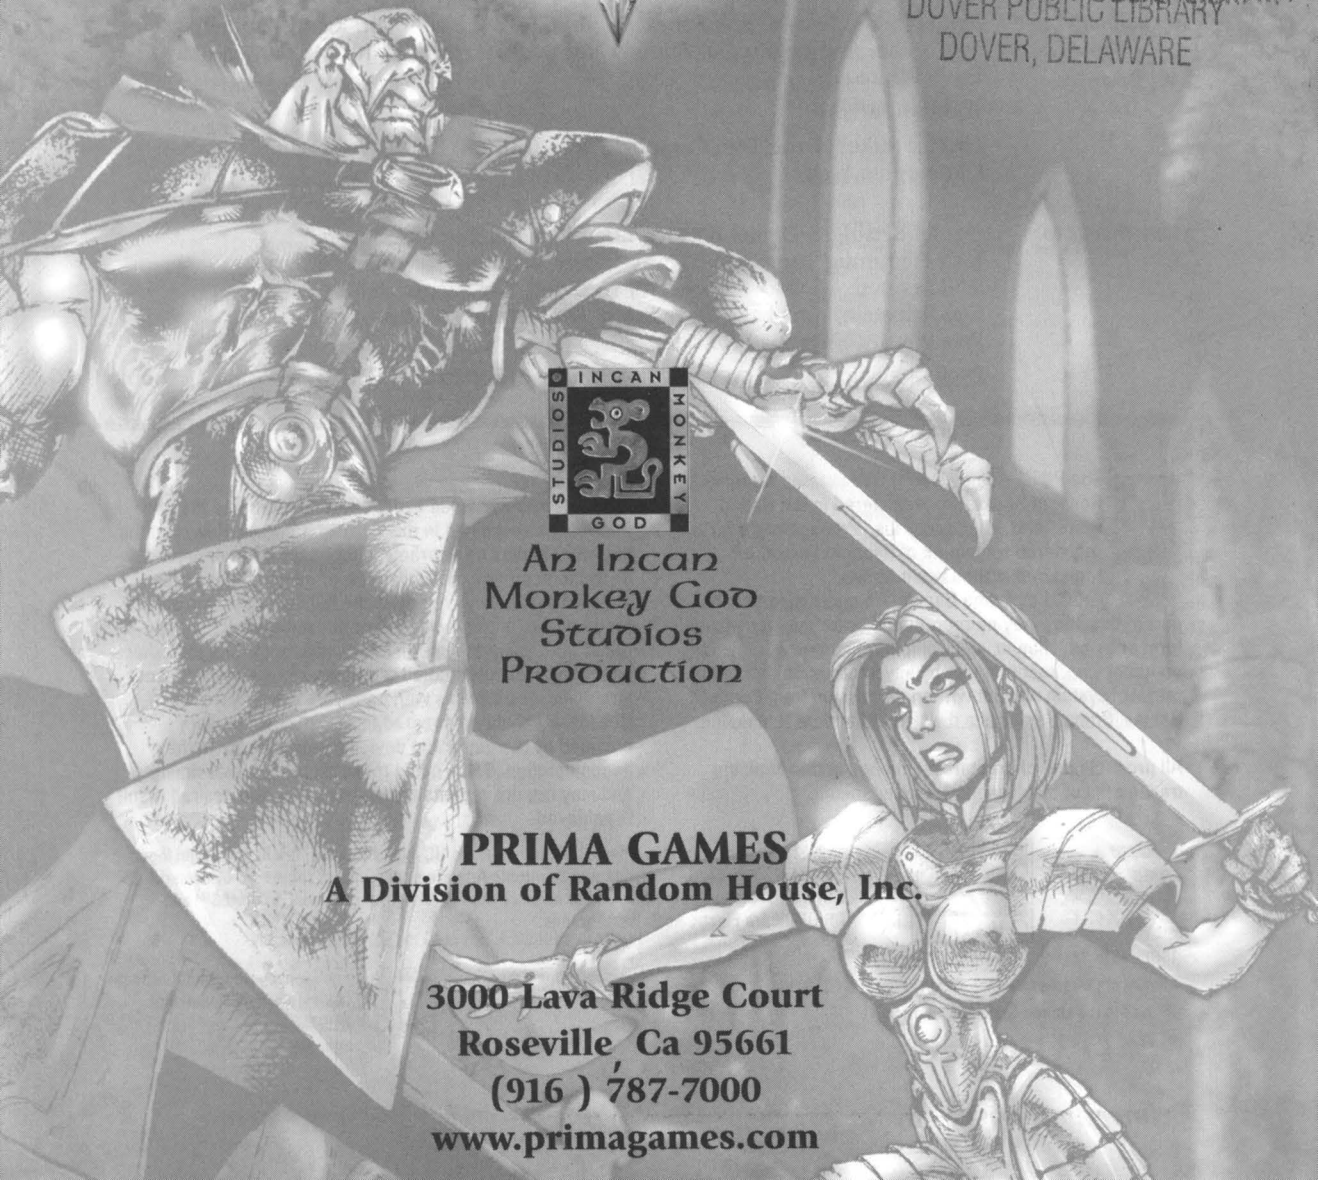 DOVER PUBLIC LIBRARY
DOVER, DELAWARE
INCAN
MONKEY
GOD
STUDIOS
An Incan
Monkey God
Studios
Production
PRIMA GAMES
A Division of Random House, Inc.
3000 Lava Ridge Court
Roseville, Ca 95661
(916 ) 787-7000
www.primagames.com